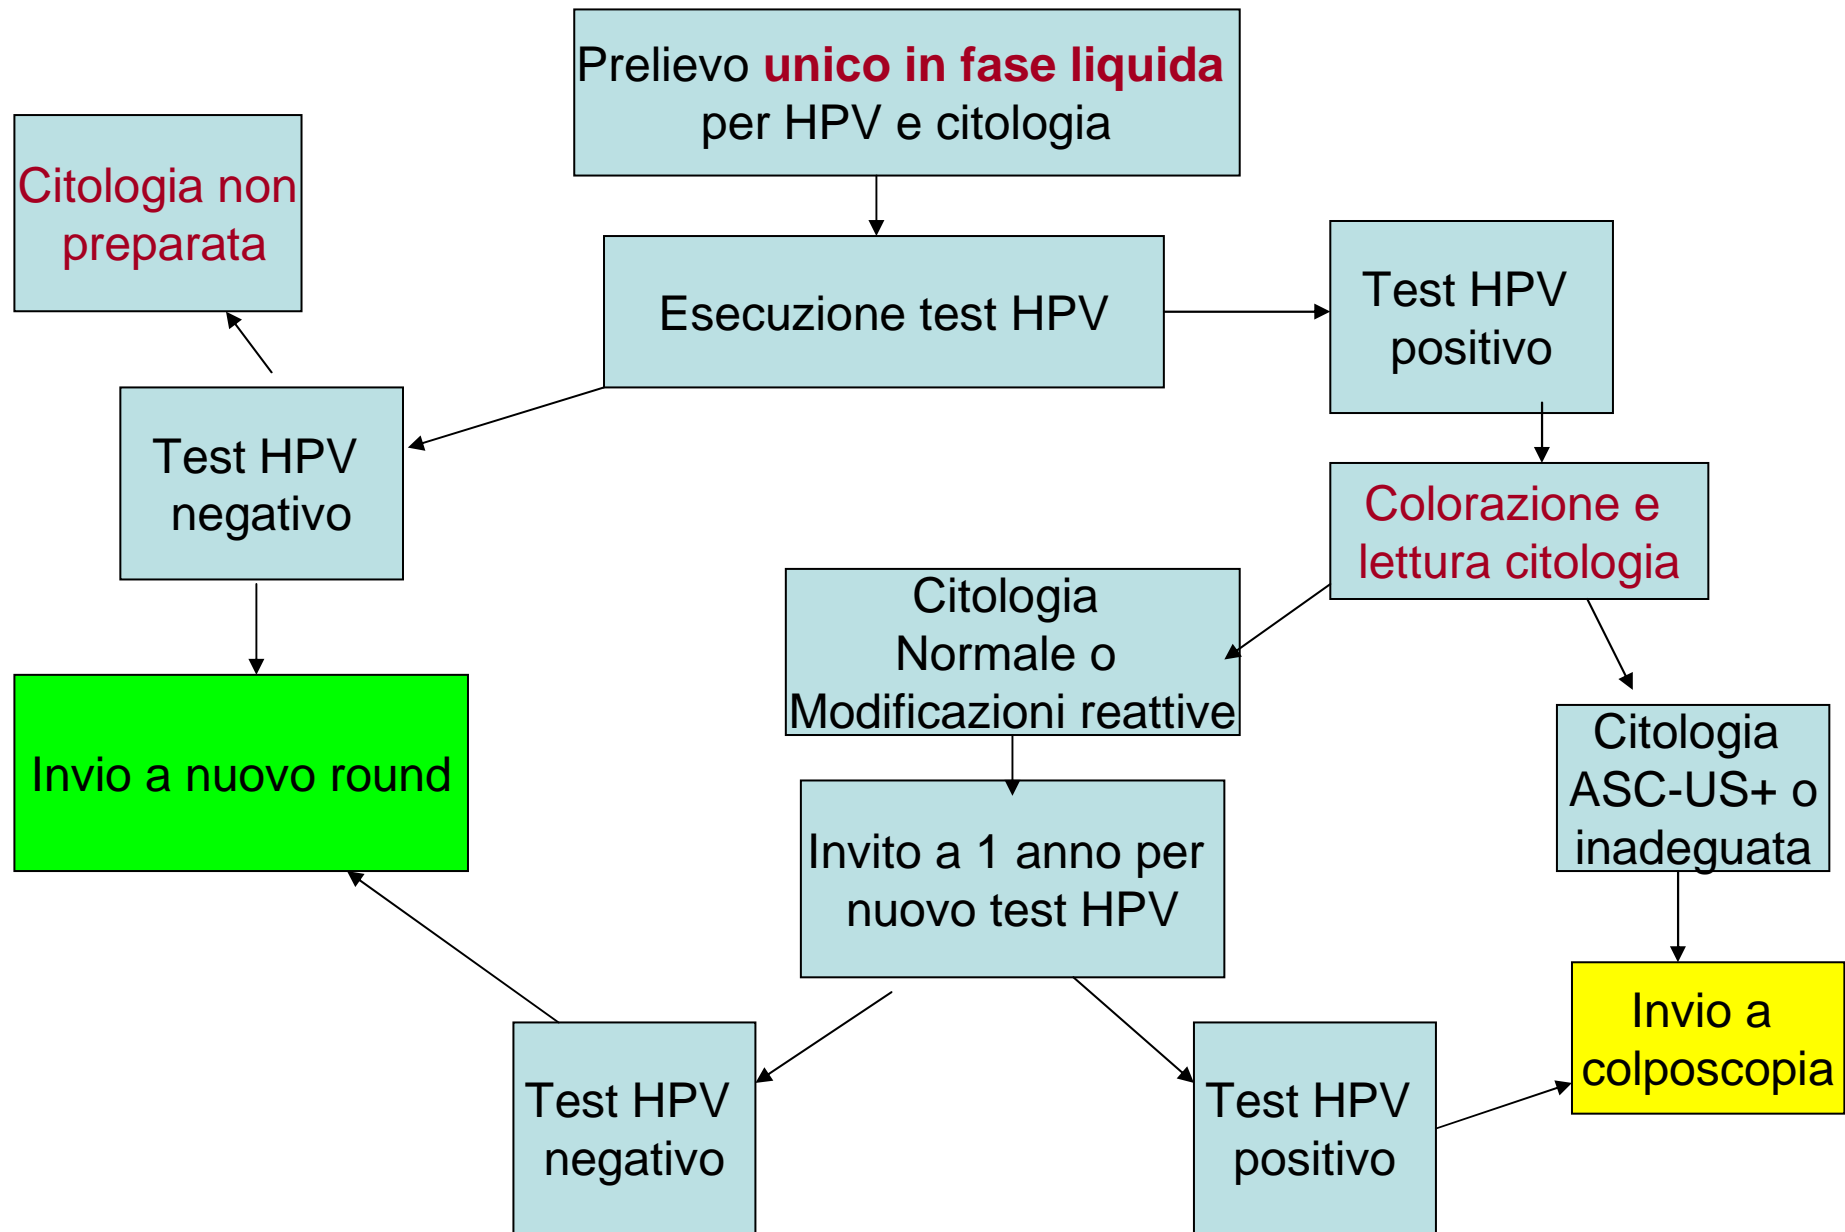 Prelievo unico in fase liquida
per HPV e citologia
Citologia non
preparata
Esecuzione test HPV
Test HPV
positivo
Test HPV
negativo
Colorazione e
lettura citologia
Citologia
Normale o
Modificazioni reattive
Invio a nuovo round
Citologia
ASC-US+ o
inadeguata
Invito a 1 anno per
nuovo test HPV
Invio a
colposcopia
Test HPV
negativo
Test HPV
positivo